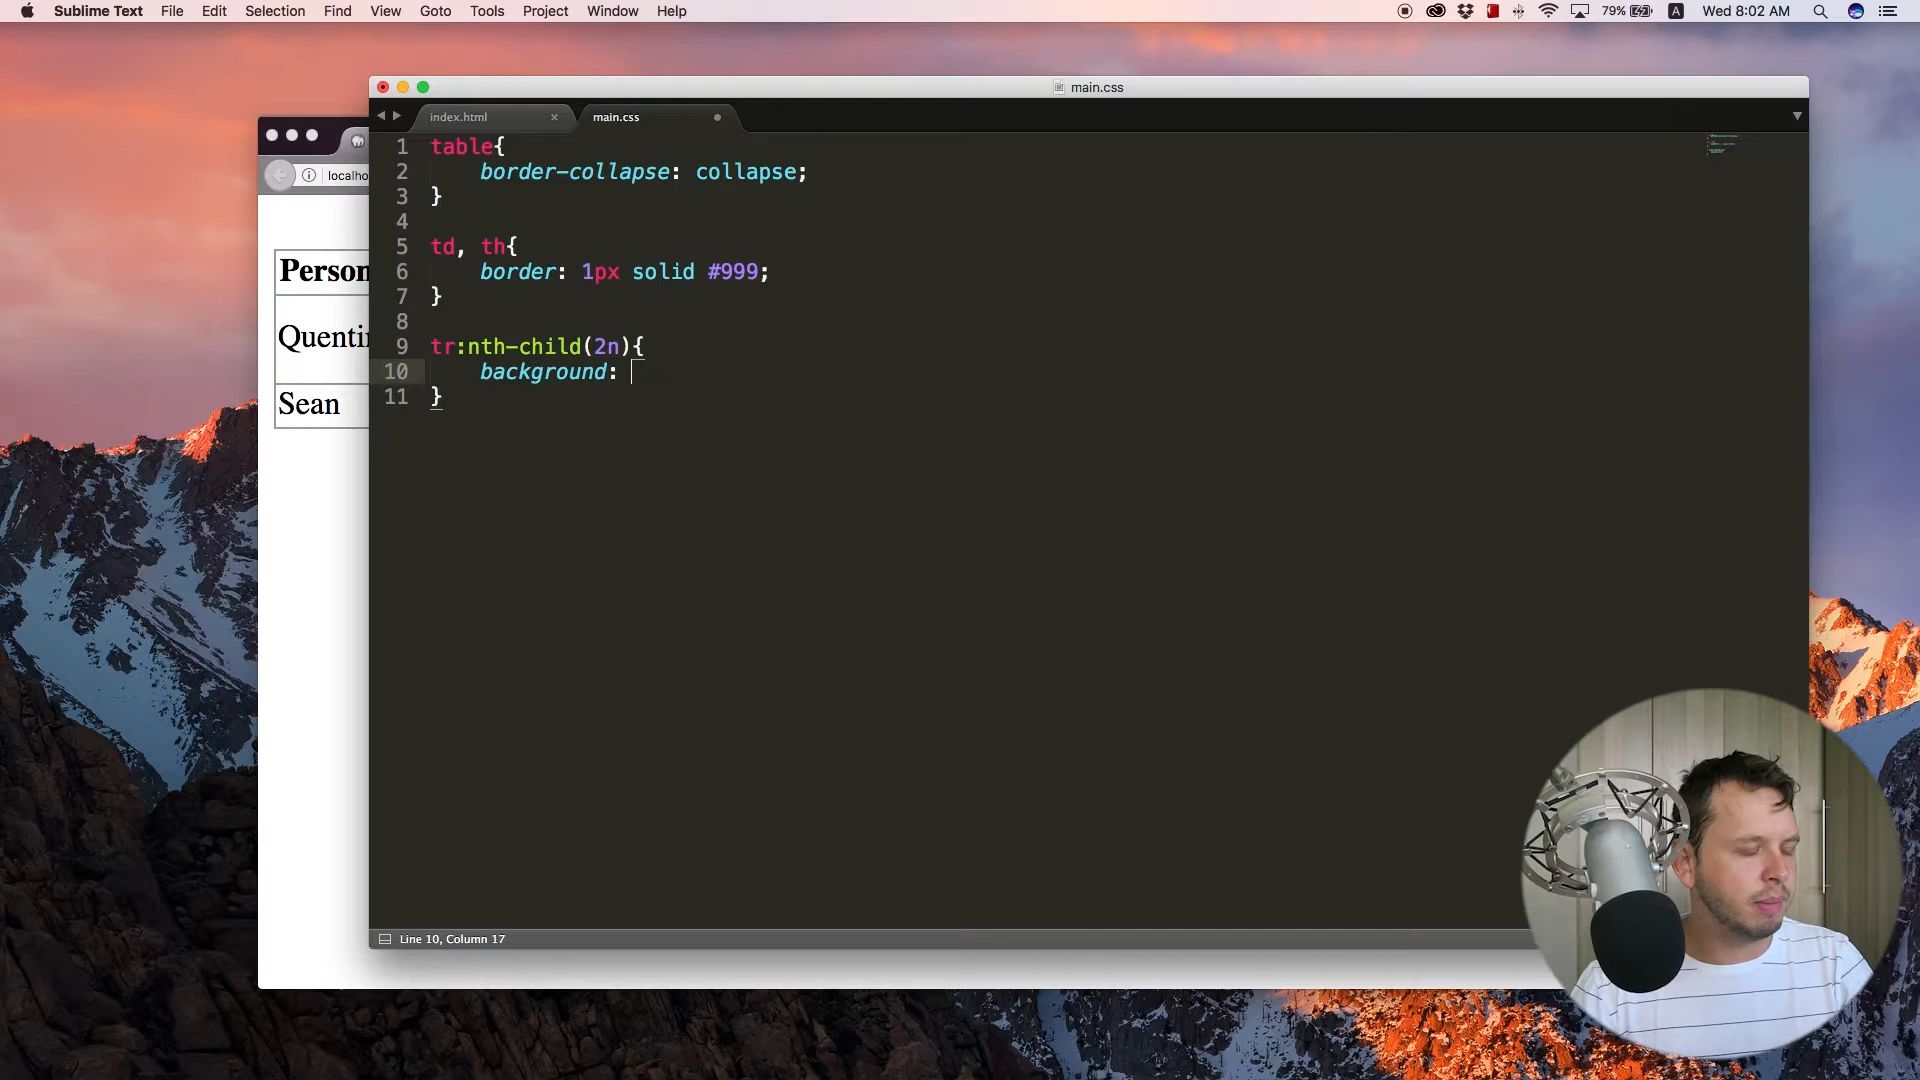 Sublime Text File Edit Selection Find View Goto Tools Project Window Help
79% A Wed 8:02 AM
main.css
index.html × main.css
localho
Person
Quentin
Sean
1 table{
2 border-collapse: collapse;
3 }
4
5 td, th{
6 border: 1px solid #999;
7 }
8
9 tr:nth-child(2n){
10 background:
11 }
Line 10, Column 17